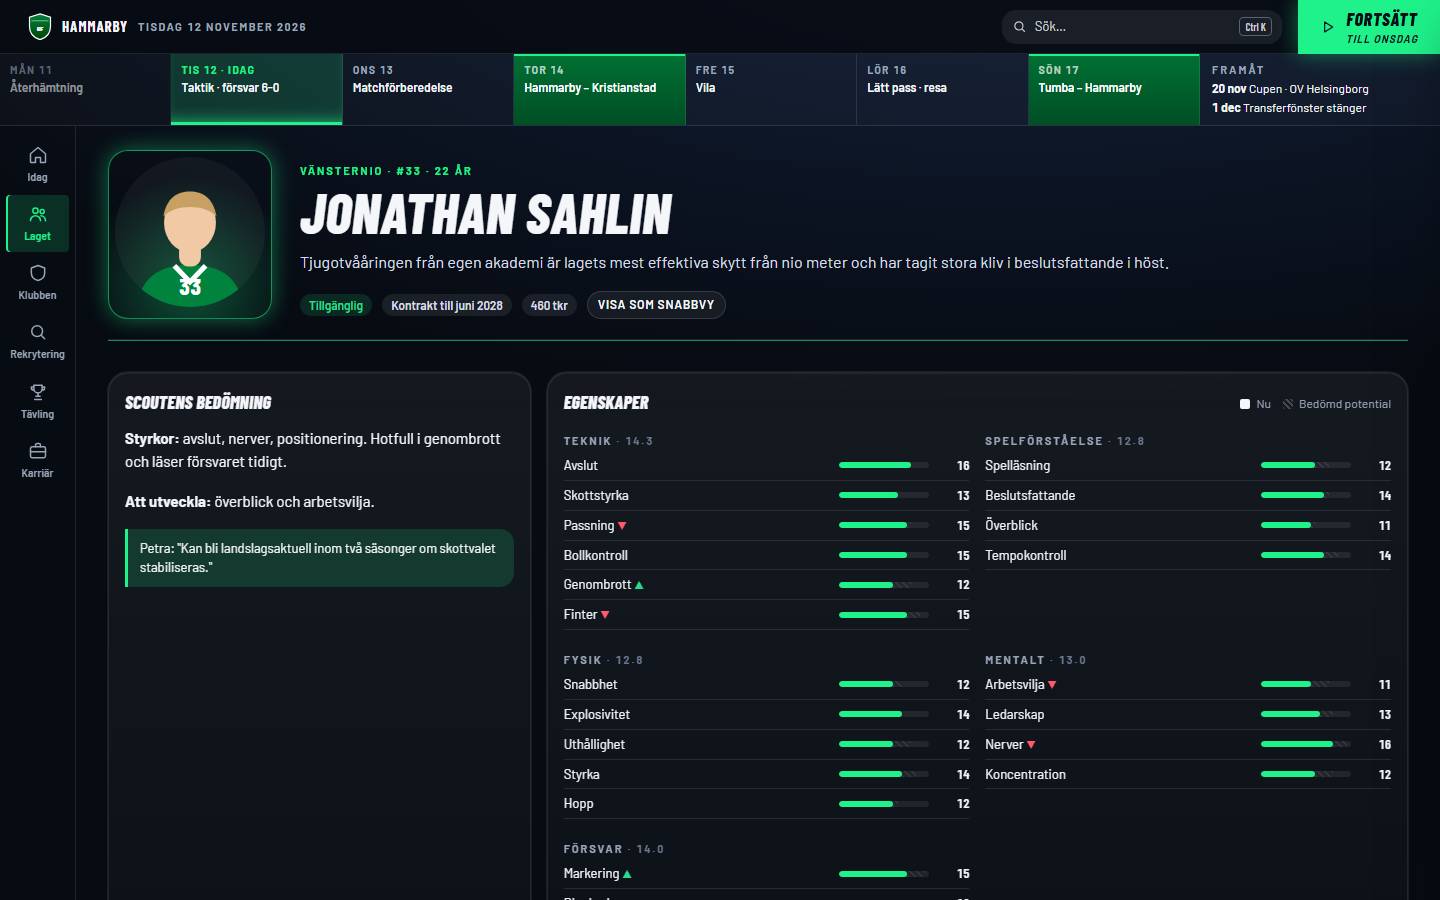 HAMMARBY TISDAG 12 NOVEMBER 2026
Sök...
Ctrl K
FORTSÄTT
TILL ONSDAG
MÅN 11
Återhämtning
TIS 12 · IDAG
Taktik · försvar 6-0
ONS 13
Matchförberedelse
TOR 14
Hammarby – Kristianstad
FRE 15
Vila
LÖR 16
Lätt pass · resa
SÖN 17
Tumba – Hammarby
FRAMÅT
20 nov Cupen · OV Helsingborg
1 dec Transferfönster stänger
Idag
Laget
Klubben
Rekrytering
Tävling
Karriär
33
VÄNSTERNIO · #33 · 22 ÅR
JONATHAN SAHLIN
Tjugotvååringen från egen akademi är lagets mest effektiva skytt från nio meter och har tagit stora kliv i beslutsfattande i höst.
Tillgänglig
Kontrakt till juni 2028
460 tkr
VISA SOM SNABBVY
SCOUTENS BEDÖMNING
Styrkor: avslut, nerver, positionering. Hotfull i genombrott
och läser försvaret tidigt.
Att utveckla: överblick och arbetsvilja.
Petra: "Kan bli landslagsaktuell inom två säsonger om skottvalet
stabiliseras."
EGENSKAPER
Nu
Bedömd potential
TEKNIK · 14.3
Avslut 16
Skottstyrka 13
Passning ▼ 15
Bollkontroll 15
Genombrott ▲ 12
Finter ▼ 15
SPELFÖRSTÅELSE · 12.8
Spelläsning 12
Beslutsfattande 14
Överblick 11
Tempokontroll 14
FYSIK · 12.8
Snabbhet 12
Explosivitet 14
Uthållighet 12
Styrka 14
Hopp 12
MENTALT · 13.0
Arbetsvilja ▼ 11
Ledarskap 13
Nerver ▼ 16
Koncentration 12
FÖRSVAR · 14.0
Markering ▲ 15